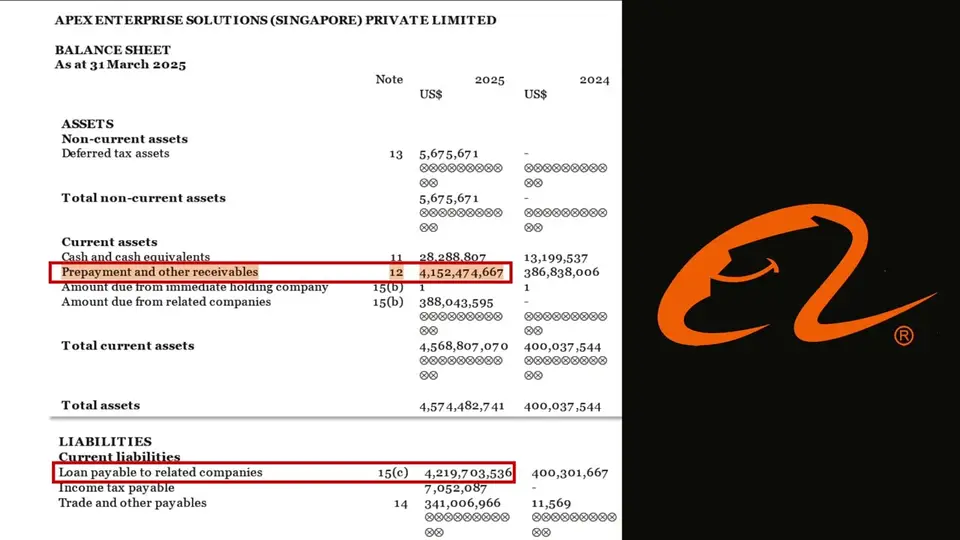 APEX ENTERPRISE SOLUTIONS (SINGAPORE) PRIVATE LIMITED
BALANCE SHEET
As at 31 March 2025
Note 2025 2024
US$ US$
ASSETS
Non-current assets
Deferred tax assets 13 5,675,671 -
⊗⊗⊗⊗⊗⊗⊗⊗⊗ ⊗⊗⊗⊗⊗⊗⊗⊗⊗
⊗⊗ ⊗⊗
Total non-current assets 5,675,671 -
⊗⊗⊗⊗⊗⊗⊗⊗⊗ ⊗⊗⊗⊗⊗⊗⊗⊗⊗
⊗⊗ ⊗⊗
Current assets
Cash and cash equivalents 11 28,288,807 13,199,537
Prepayment and other receivables 12 4,152,474,667 386,838,006
Amount due from immediate holding company 15(b) 1 1
Amount due from related companies 15(b) 388,043,595 -
⊗⊗⊗⊗⊗⊗⊗⊗⊗ ⊗⊗⊗⊗⊗⊗⊗⊗⊗
⊗⊗ ⊗⊗
Total current assets 4,568,807,070 400,037,544
⊗⊗⊗⊗⊗⊗⊗⊗⊗ ⊗⊗⊗⊗⊗⊗⊗⊗⊗
⊗⊗ ⊗⊗
Total assets 4,574,482,741 400,037,544
LIABILITIES
Current liabilities
Loan payable to related companies 15(c) 4,219,703,536 400,301,667
Income tax payable 7,052,087 -
Trade and other payables 14 341,006,966 11,569
⊗⊗⊗⊗⊗⊗⊗⊗⊗ ⊗⊗⊗⊗⊗⊗⊗⊗⊗
⊗⊗ ⊗⊗
®